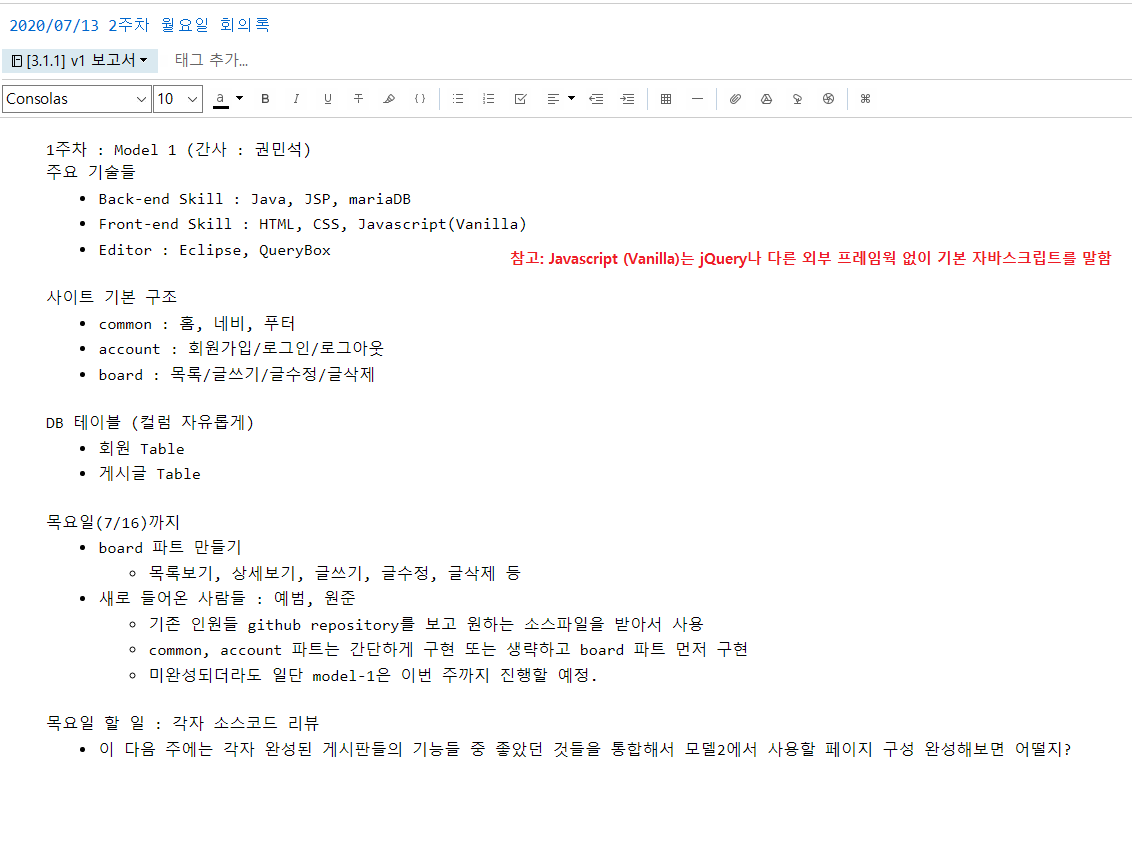 2020/07/13 2주차 월요일 회의록
[3.1.1] v1 보고서 태그 추가...
Consolas 10 a B I U T {}
1주차 : Model 1 (간사 : 권민석)
주요 기술들
• Back-end Skill : Java, JSP, mariaDB
• Front-end Skill : HTML, CSS, Javascript(Vanilla)
• Editor : Eclipse, QueryBox
참고: Javascript (Vanilla)는 jQuery나 다른 외부 프레임웍 없이 기본 자바스크립트를 말함
사이트 기본 구조
• common : 홈, 네비, 푸터
• account : 회원가입/로그인/로그아웃
• board : 목록/글쓰기/글수정/글삭제
DB 테이블 (컬럼 자유롭게)
• 회원 Table
• 게시글 Table
목요일(7/16)까지
• board 파트 만들기
○ 목록보기, 상세보기, 글쓰기, 글수정, 글삭제 등
• 새로 들어온 사람들 : 예범, 원준
○ 기존 인원들 github repository를 보고 원하는 소스파일을 받아서 사용
○ common, account 파트는 간단하게 구현 또는 생략하고 board 파트 먼저 구현
○ 미완성되더라도 일단 model-1은 이번 주까지 진행할 예정.
목요일 할 일 : 각자 소스코드 리뷰
• 이 다음 주에는 각자 완성된 게시판들의 기능들 중 좋았던 것들을 통합해서 모델2에서 사용할 페이지 구성 완성해보면 어떨지?